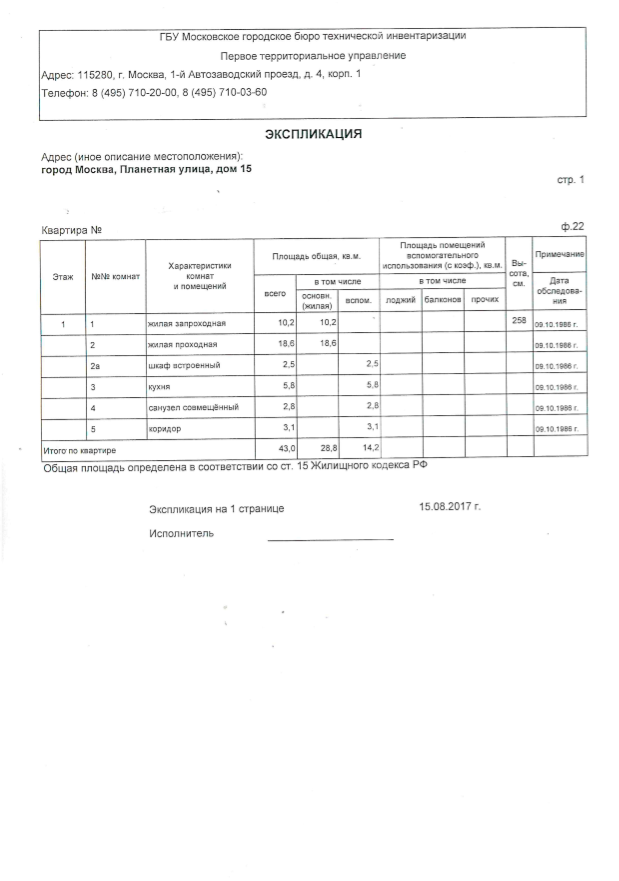 ГБУ Московское городское бюро технической инвентаризации
Первое территориальное управление
Адрес: 115280, г. Москва, 1-й Автозаводский проезд, д. 4, корп. 1
Телефон: 8 (495) 710-20-00, 8 (495) 710-03-60
ЭКСПЛИКАЦИЯ
Адрес (иное описание местоположения):
город Москва, Планетная улица, дом 15
стр. 1
Квартира №
ф.22
Этаж
№№ комнат
Характеристики
комнат
и помещений
Площадь общая, кв.м.
всего
в том числе
основн.
(жилая)
вспом.
Площадь помещений
вспомогательного
использования (с коэф.), кв.м.
в том числе
лоджий
балконов
прочих
Вы-
сота,
см.
Примечание
Дата
обследова-
ния
1 1 жилая запроходная 10,2 10,2 258 09.10.1986 г.
2 жилая проходная 18,6 18,6 09.10.1986 г.
2а шкаф встроенный 2,5 2,5 09.10.1986 г.
3 кухня 5,8 5,8 09.10.1986 г.
4 санузел совмещённый 2,8 2,8 09.10.1986 г.
5 коридор 3,1 3,1 09.10.1986 г.
Итого по квартире 43,0 28,8 14,2
Общая площадь определена в соответствии со ст. 15 Жилищного кодекса РФ
Экспликация на 1 странице 15.08.2017 г.
Исполнитель